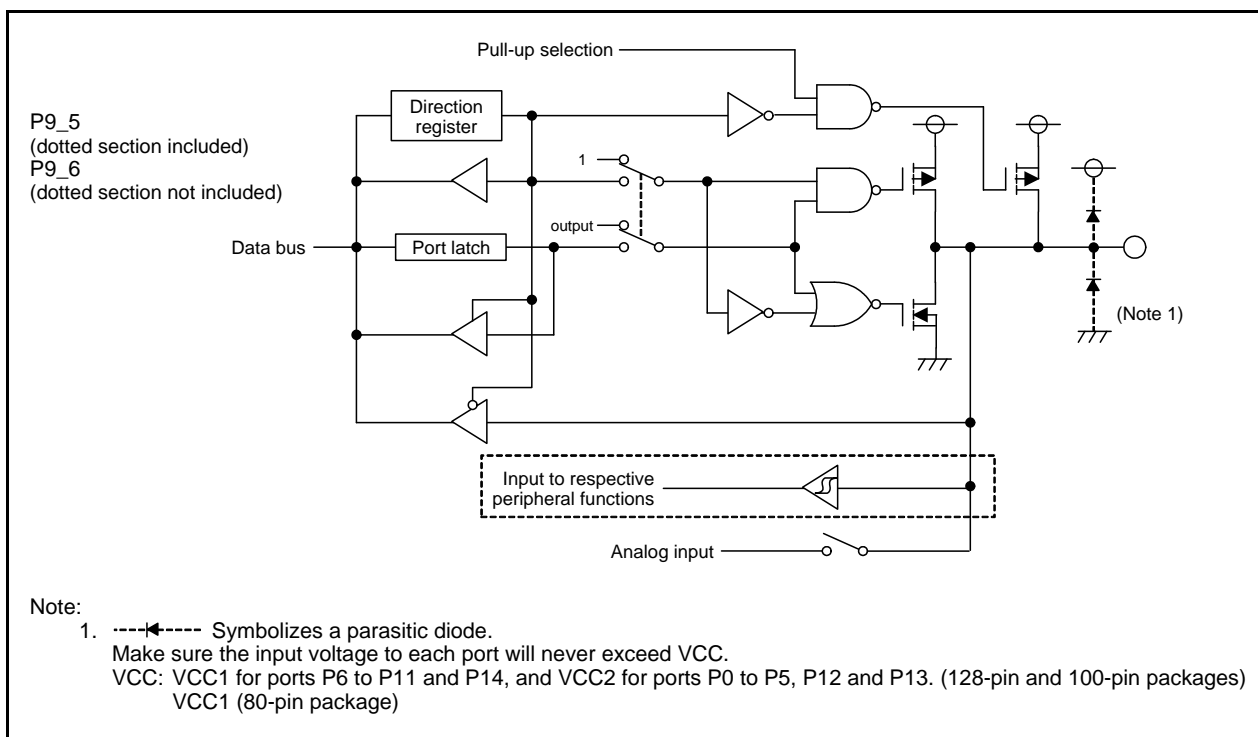 Pull-up selection
Direction
register
P9_5
(dotted section included)
P9_6
(dotted section not included)
1
output
Data bus
Port latch
(Note 1)
Input to respective
peripheral functions
Analog input
Note:
1. Symbolizes a parasitic diode.
Make sure the input voltage to each port will never exceed VCC.
VCC: VCC1 for ports P6 to P11 and P14, and VCC2 for ports P0 to P5, P12 and P13. (128-pin and 100-pin packages)
VCC1 (80-pin package)